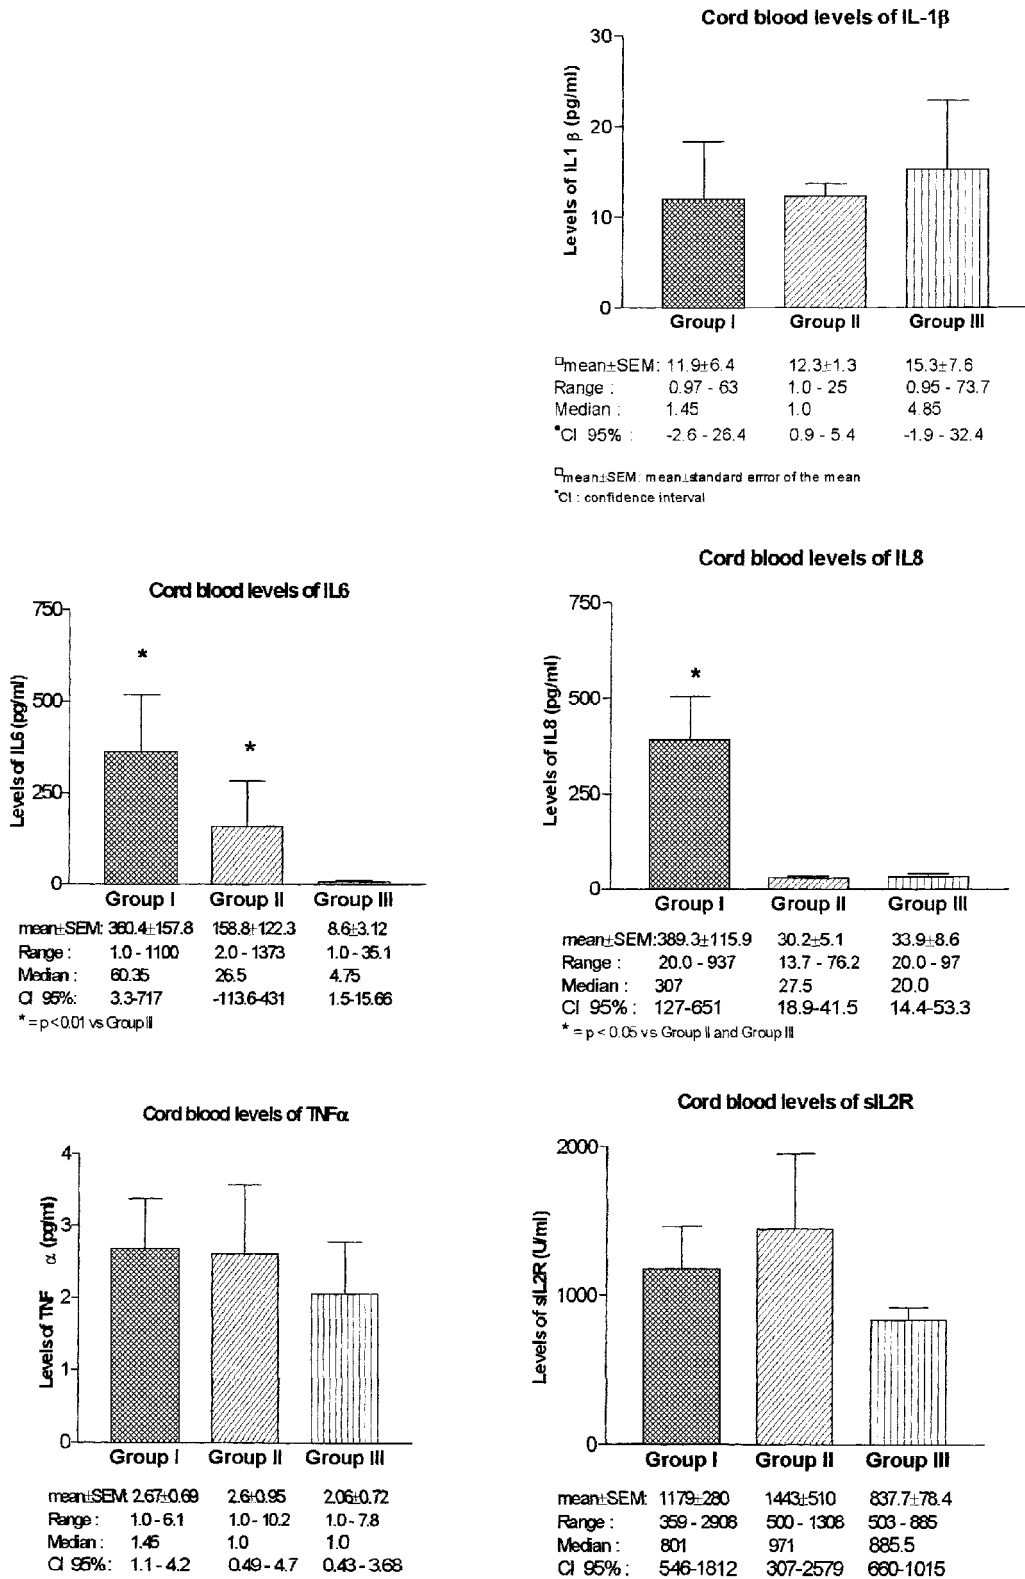 Cord blood levels of IL-1β
Levels of IL1 β (pg/ml)
30
20
10
0
Group I Group II Group III
□mean±SEM: 11.9±6.4 12.3±1.3 15.3±7.6
Range : 0.97 - 63 1.0 - 25 0.95 - 73.7
Median : 1.45 1.0 4.85
*CI 95% : -2.6 - 26.4 0.9 - 5.4 -1.9 - 32.4
□mean±SEM: mean±standard error of the mean
*CI : confidence interval
Cord blood levels of IL6
Levels of IL6 (pg/ml)
750
500
250
0
*
*
Group I Group II Group III
mean±SEM: 360.4±157.8 158.8±122.3 8.6±3.12
Range : 1.0 - 1100 2.0 - 1373 1.0 - 35.1
Median : 60.35 26.5 4.75
CI 95%: 3.3-717 -113.6-431 1.5-15.66
* = p<0.01 vs Group III
Cord blood levels of IL8
Levels of IL8 (pg/ml)
750
500
250
0
*
Group I Group II Group III
mean±SEM: 389.3±115.9 30.2±5.1 33.9±8.6
Range : 20.0 - 937 13.7 - 76.2 20.0 - 97
Median : 307 27.5 20.0
CI 95% : 127-651 18.9-41.5 14.4-53.3
* = p < 0.05 vs Group II and Group III
Cord blood levels of TNFα
Levels of TNF α (pg/ml)
4
3
2
1
0
Group I Group II Group III
mean±SEM: 2.67±0.69 2.6±0.95 2.06±0.72
Range : 1.0 - 6.1 1.0 - 10.2 1.0 - 7.8
Median : 1.45 1.0 1.0
CI 95% : 1.1 - 4.2 0.49 - 4.7 0.43 - 3.68
Cord blood levels of sIL2R
Levels of sIL2R (U/ml)
2000
1000
0
Group I Group II Group III
mean±SEM: 1179±280 1443±510 837.7±78.4
Range : 359 - 2908 500 - 1308 503 - 885
Median : 801 971 885.5
CI 95% : 546-1812 307-2579 660-1015